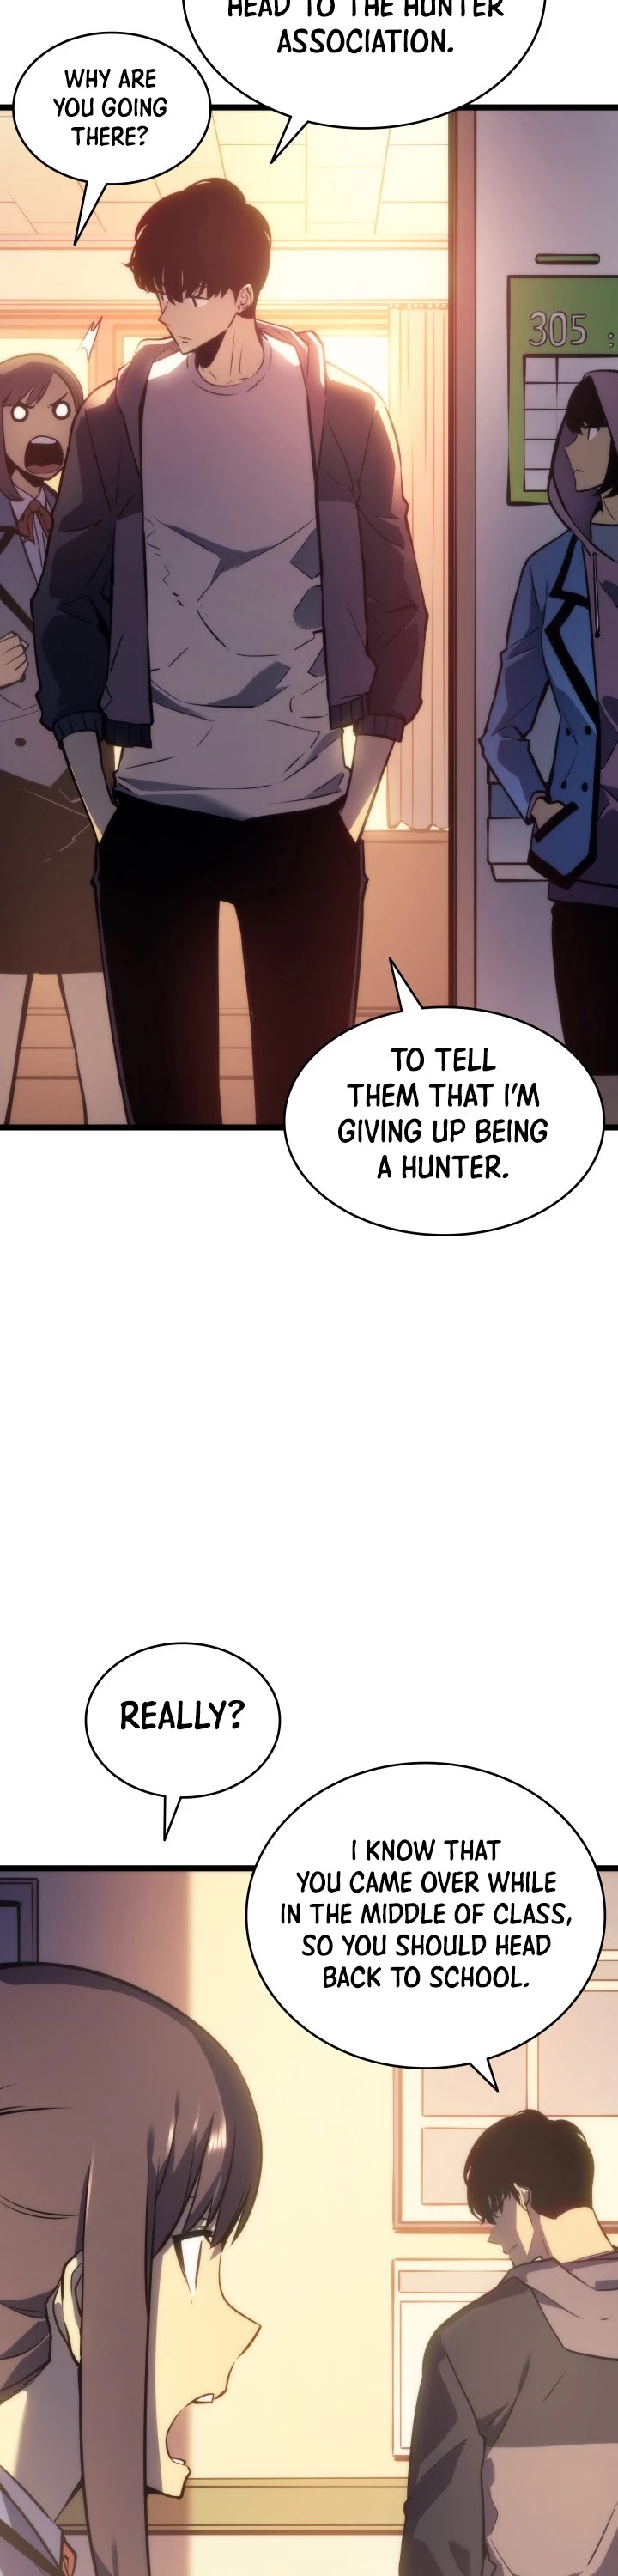 HEAD TO THE HUNTER
ASSOCIATION.
WHY ARE
YOU GOING
THERE?
305
TO TELL
THEM THAT I'M
GIVING UP BEING
A HUNTER.
REALLY?
I KNOW THAT
YOU CAME OVER WHILE
IN THE MIDDLE OF CLASS,
SO YOU SHOULD HEAD
BACK TO SCHOOL.